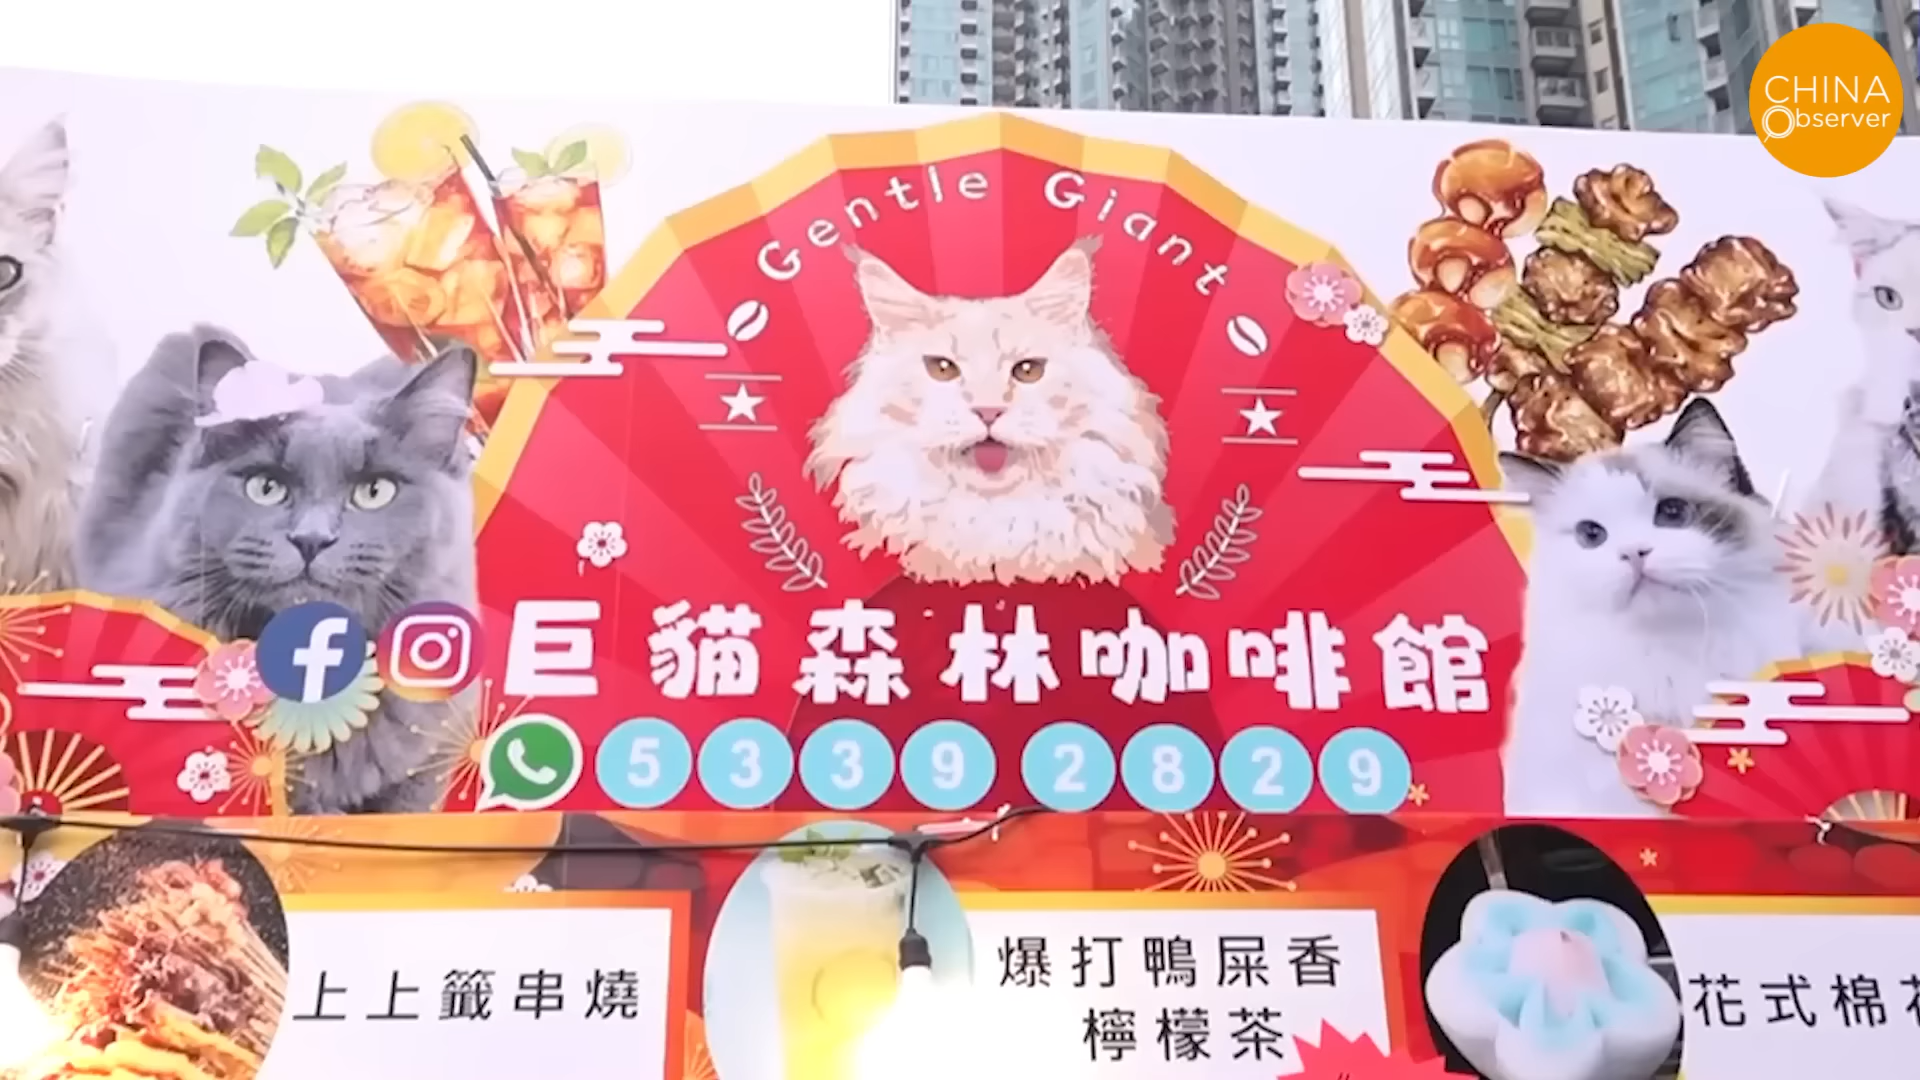 CHINA
Observer
Gentle Giant
巨貓森林咖啡館
5339 2829
上上籤串燒
爆打鴨屎香
檸檬茶
花式棉